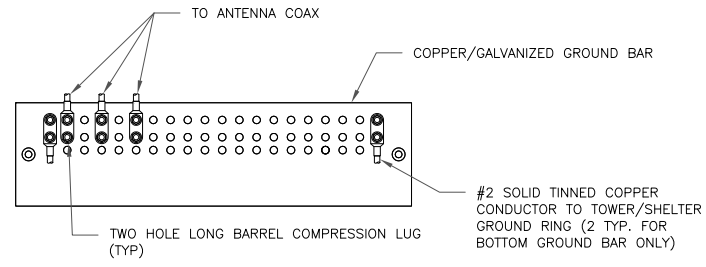 TO ANTENNA COAX
COPPER/GALVANIZED GROUND BAR
#2 SOLID TINNED COPPER
CONDUCTOR TO TOWER/SHELTER
GROUND RING (2 TYP. FOR
BOTTOM GROUND BAR ONLY)
TWO HOLE LONG BARREL COMPRESSION LUG
(TYP)